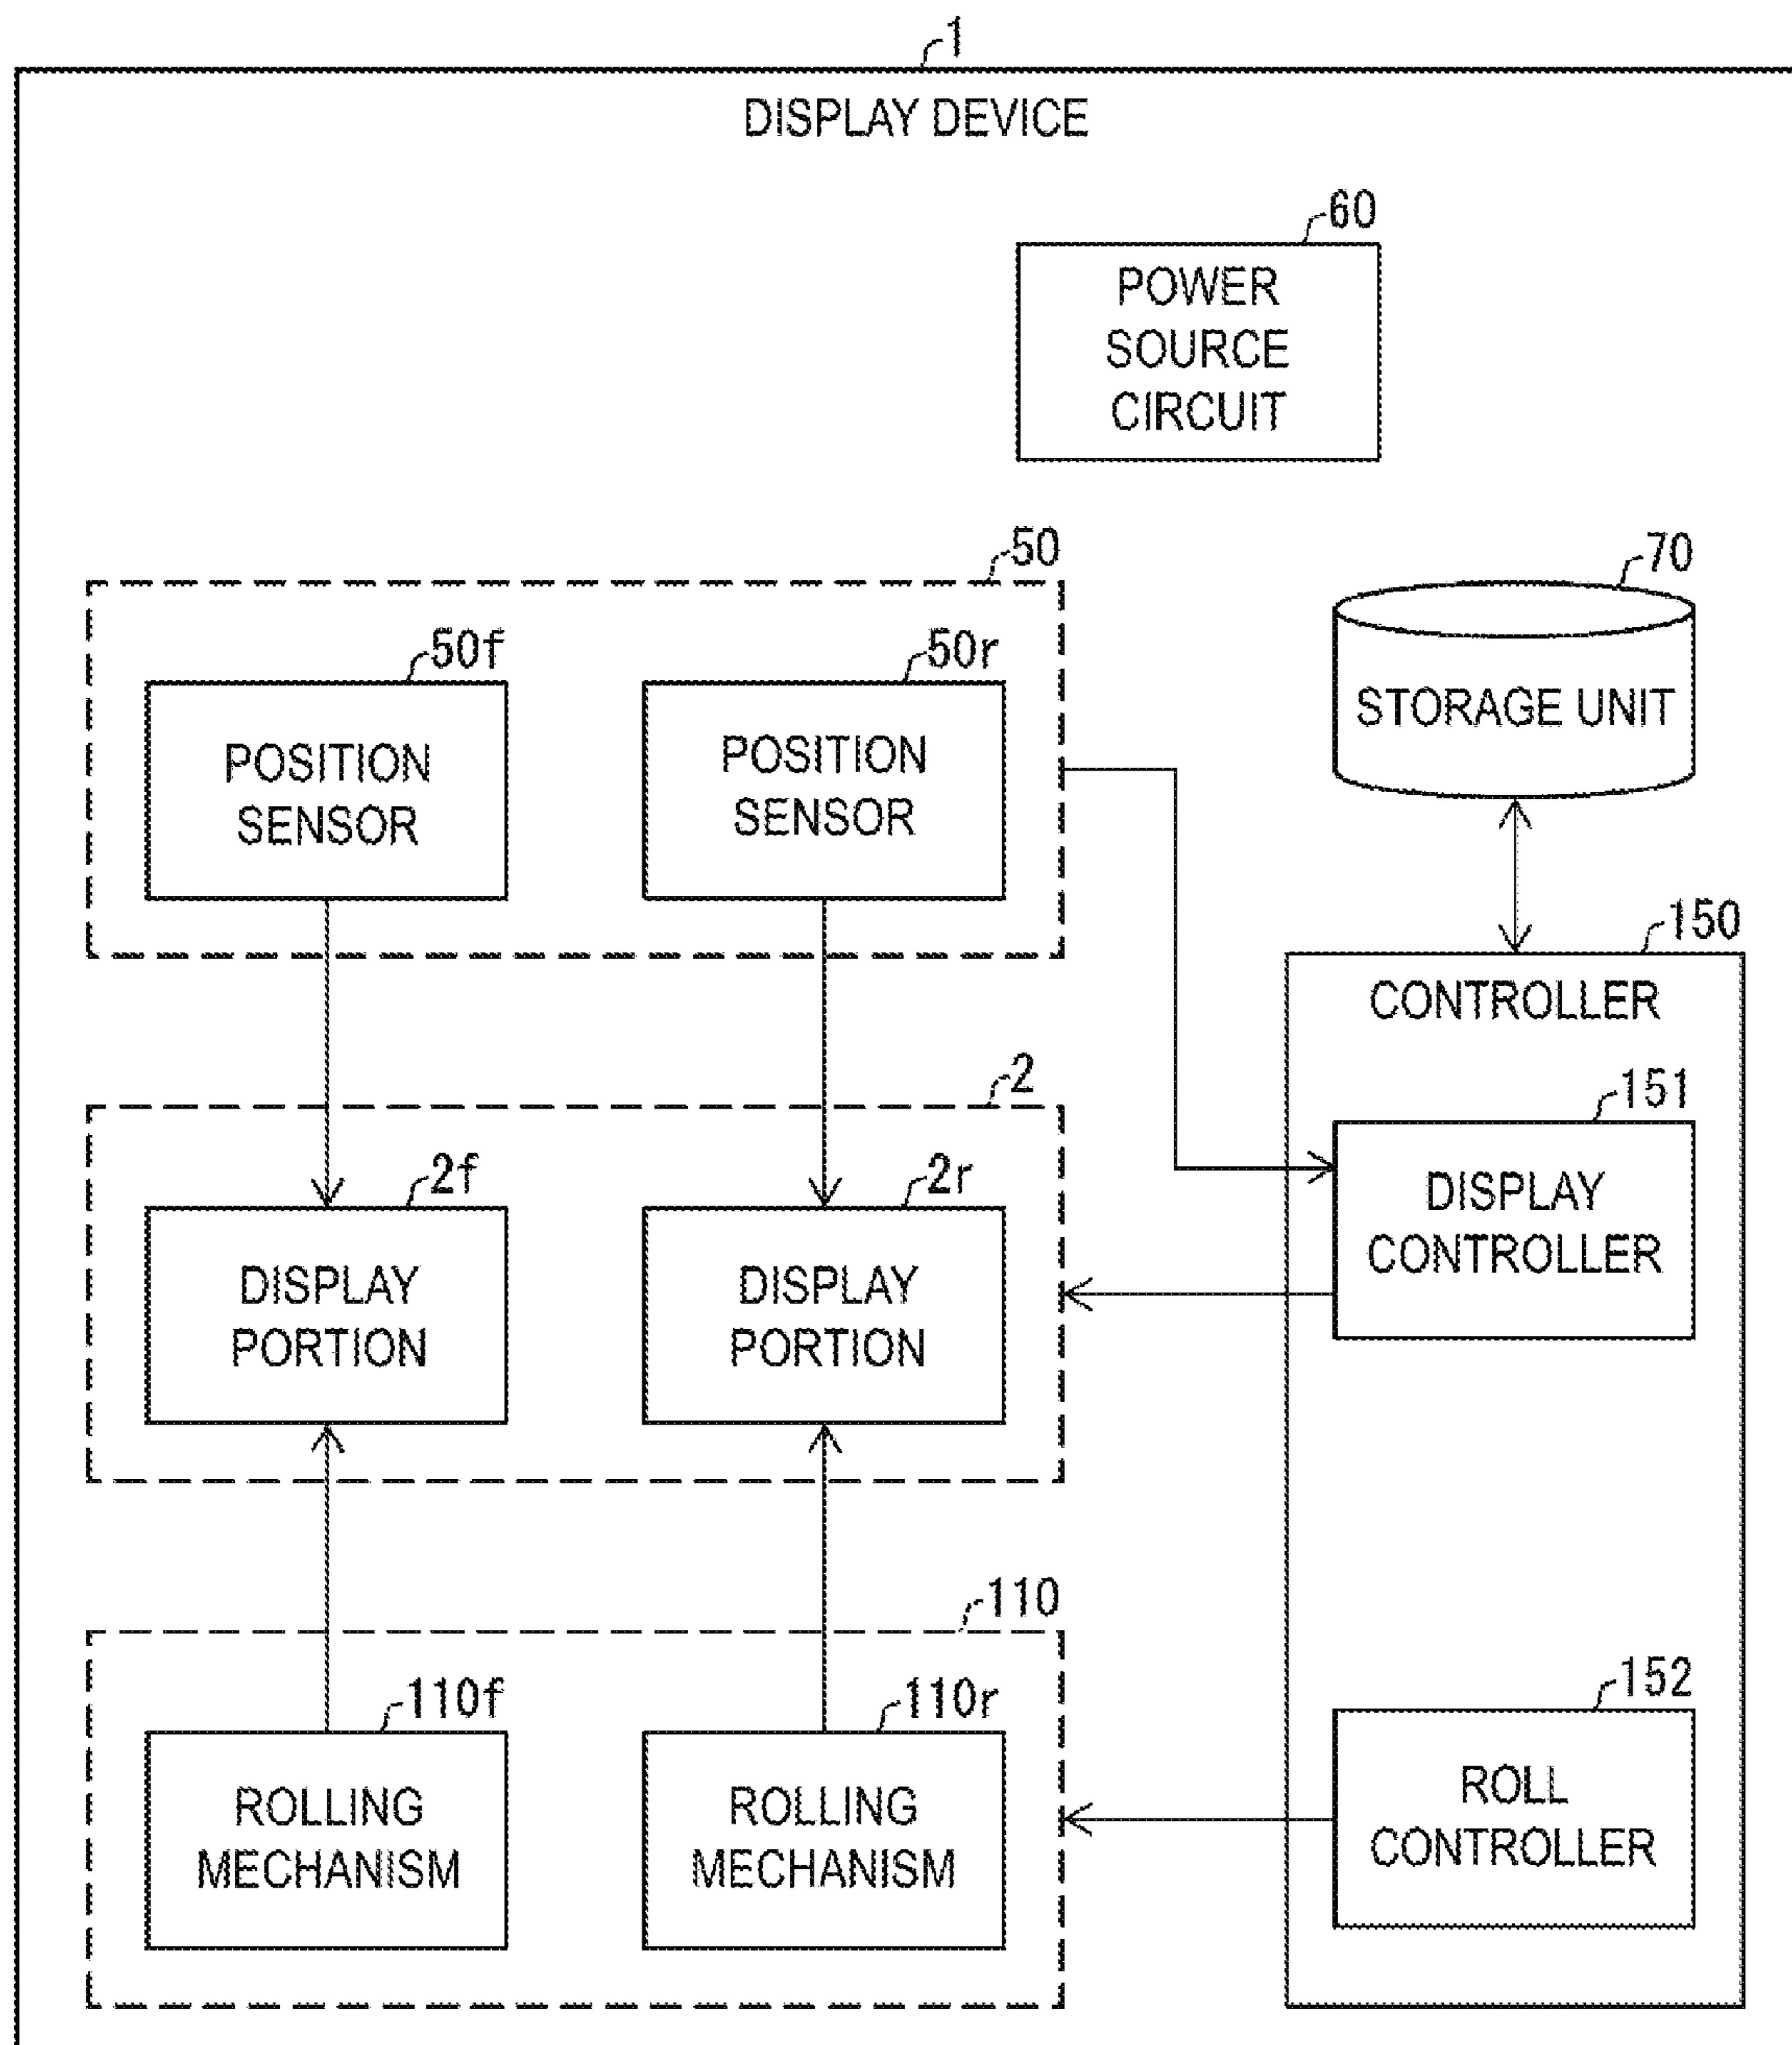 1
DISPLAY DEVICE
60
POWER
SOURCE
CIRCUIT
50
50f
POSITION
SENSOR
50r
POSITION
SENSOR
70
STORAGE UNIT
150
CONTROLLER
2
2f
DISPLAY
PORTION
2r
DISPLAY
PORTION
151
DISPLAY
CONTROLLER
110
110f
ROLLING
MECHANISM
110r
ROLLING
MECHANISM
152
ROLL
CONTROLLER